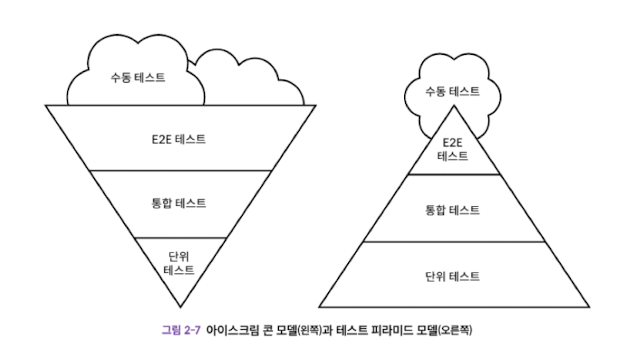 수동 테스트
E2E 테스트
통합 테스트
단위
테스트
수동 테스트
E2E
테스트
통합 테스트
단위 테스트
그림 2-7 아이스크림 콘 모델(왼쪽)과 테스트 피라미드 모델(오른쪽)